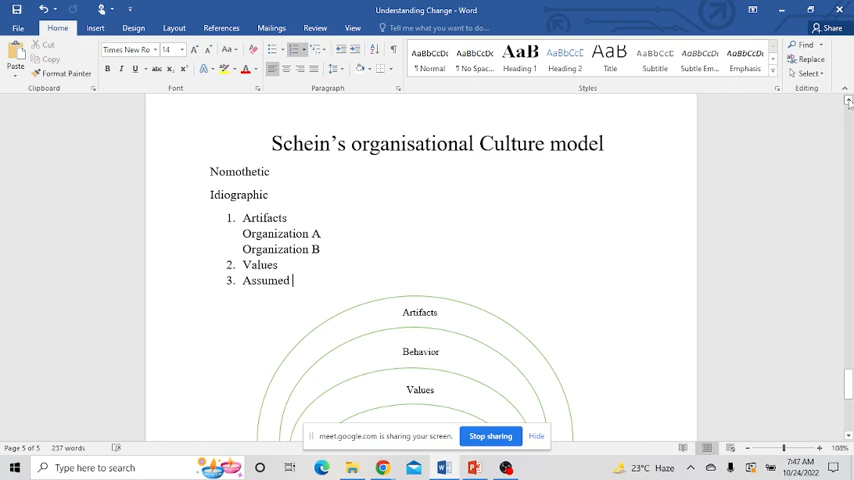 Understanding Change - Word
File Home Insert Design Layout References Mailings Review View Tell me what you want to do... Share
Paste
Cut
Copy
Format Painter
Clipboard
Times New Ro 14
Font
Paragraph
AaBbCcDc AaBbCcDc AaB AaBbCcD AaB AaBbCcD AaBbCcDc AaBbCcDc
¶ Normal ¶ No Spac... Heading 1 Heading 2 Title Subtitle Subtle Em... Emphasis
Styles
Find
Replace
Select
Editing
Schein's organisational Culture model
Nomothetic
Idiographic
1. Artifacts
Organization A
Organization B
2. Values
3. Assumed
Artifacts
Behavior
Values
meet.google.com is sharing your screen. Stop sharing Hide
Page 5 of 5 237 words 108%
Type here to search
23°C Haze
7:47 AM
10/24/2022